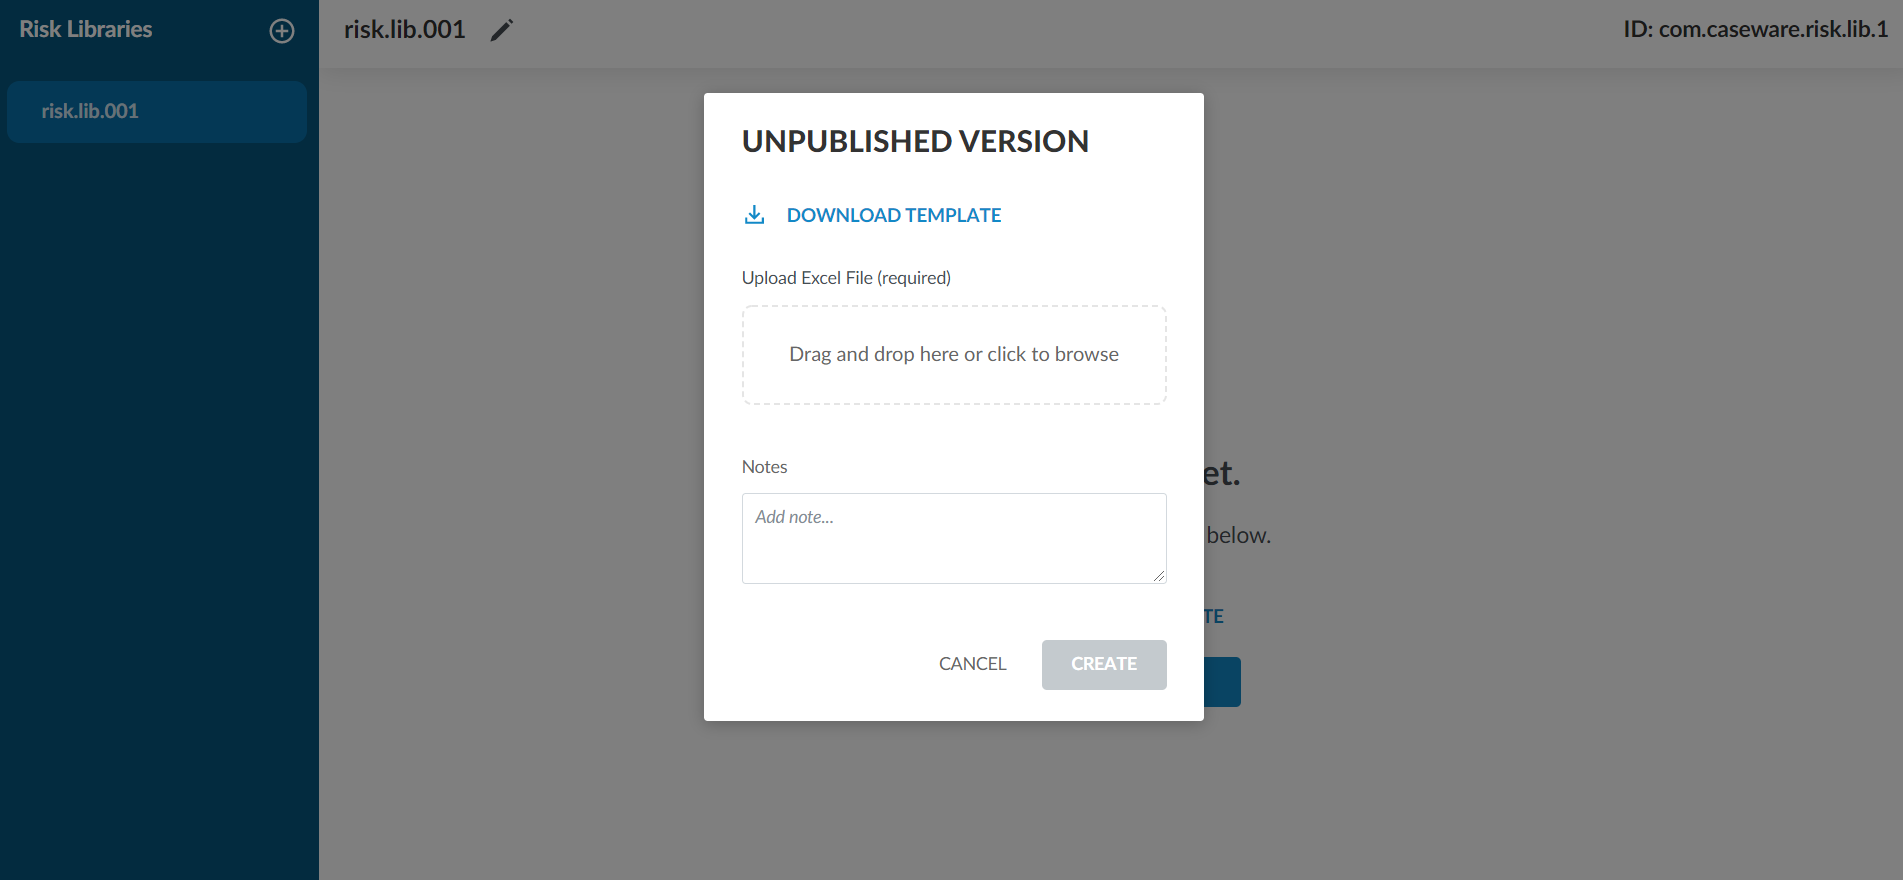 Risk Libraries
risk.lib.001
risk.lib.001
ID: com.caseware.risk.lib.1
UNPUBLISHED VERSION
DOWNLOAD TEMPLATE
Upload Excel File (required)
Drag and drop here or click to browse
Notes
Add note...
CANCEL
CREATE
et.
below.
TE